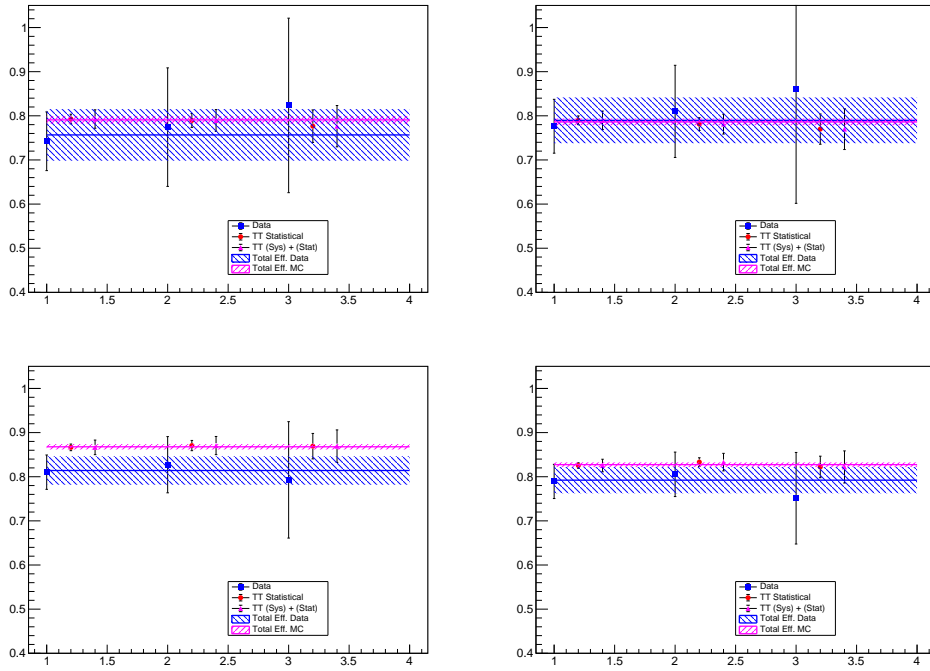 1
0.9
0.8
0.7
0.6
0.5
0.4
Data
TT Statistical
TT (Sys) + (Stat)
Total Eff. Data
Total Eff. MC
1 1.5 2 2.5 3 3.5 4
1
0.9
0.8
0.7
0.6
0.5
0.4
Data
TT Statistical
TT (Sys) + (Stat)
Total Eff. Data
Total Eff. MC
1 1.5 2 2.5 3 3.5 4
1
0.9
0.8
0.7
0.6
0.5
0.4
Data
TT Statistical
TT (Sys) + (Stat)
Total Eff. Data
Total Eff. MC
1 1.5 2 2.5 3 3.5 4
1
0.9
0.8
0.7
0.6
0.5
0.4
Data
TT Statistical
TT (Sys) + (Stat)
Total Eff. Data
Total Eff. MC
1 1.5 2 2.5 3 3.5 4